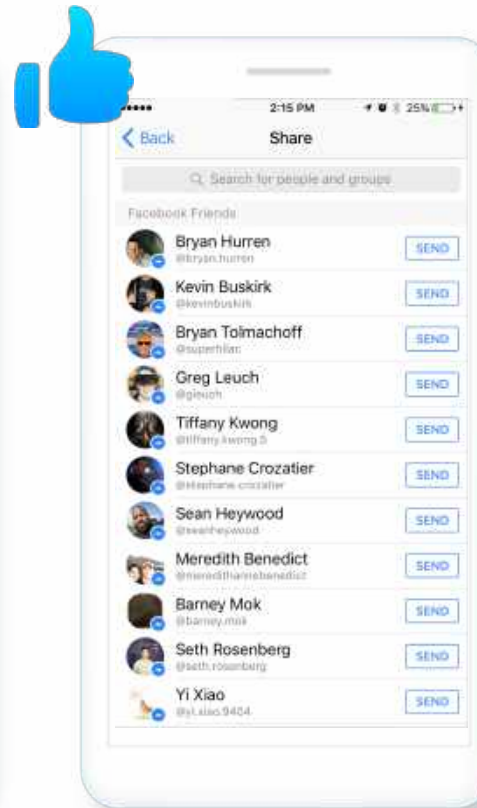 2:15 PM 25%
Back Share
Search for people and groups
Facebook Friends
Bryan Hurren SEND
@bryan.hurren
Kevin Buskirk SEND
@kevinbuskirk
Bryan Tolmachoff SEND
Greg Leuch SEND
@gleuch
Tiffany Kwong SEND
@tiffany.kwong.5
Stephane Crozatier SEND
@stephane.crozatier
Sean Heywood SEND
@seanheywood
Meredith Benedict SEND
@meredithannebenedict
Barney Mok SEND
@barney.mok
Seth Rosenberg SEND
@seth.rosenberg
Yi Xiao SEND
@yi.xiao.9404